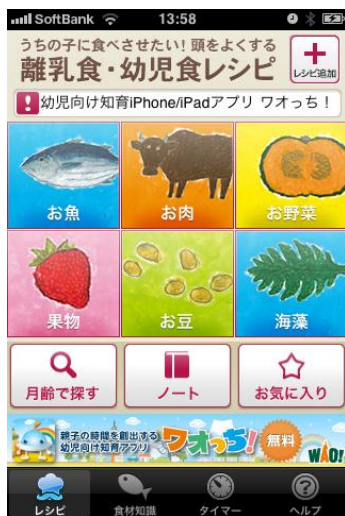 SoftBank 13:58
うちの子に食べさせたい!頭をよくする
離乳食・幼児食レシピ
レシピ追加
幼児向け知育iPhone/iPadアプリ ワオっち!
お魚 お肉 お野菜
果物 お豆 海藻
月齢で探す ノート お気に入り
親子の時間を創出する
幼児向け知育アプリ
ワオっち! 無料 WAO!
レシピ 食材知識 タイマー ヘルプ